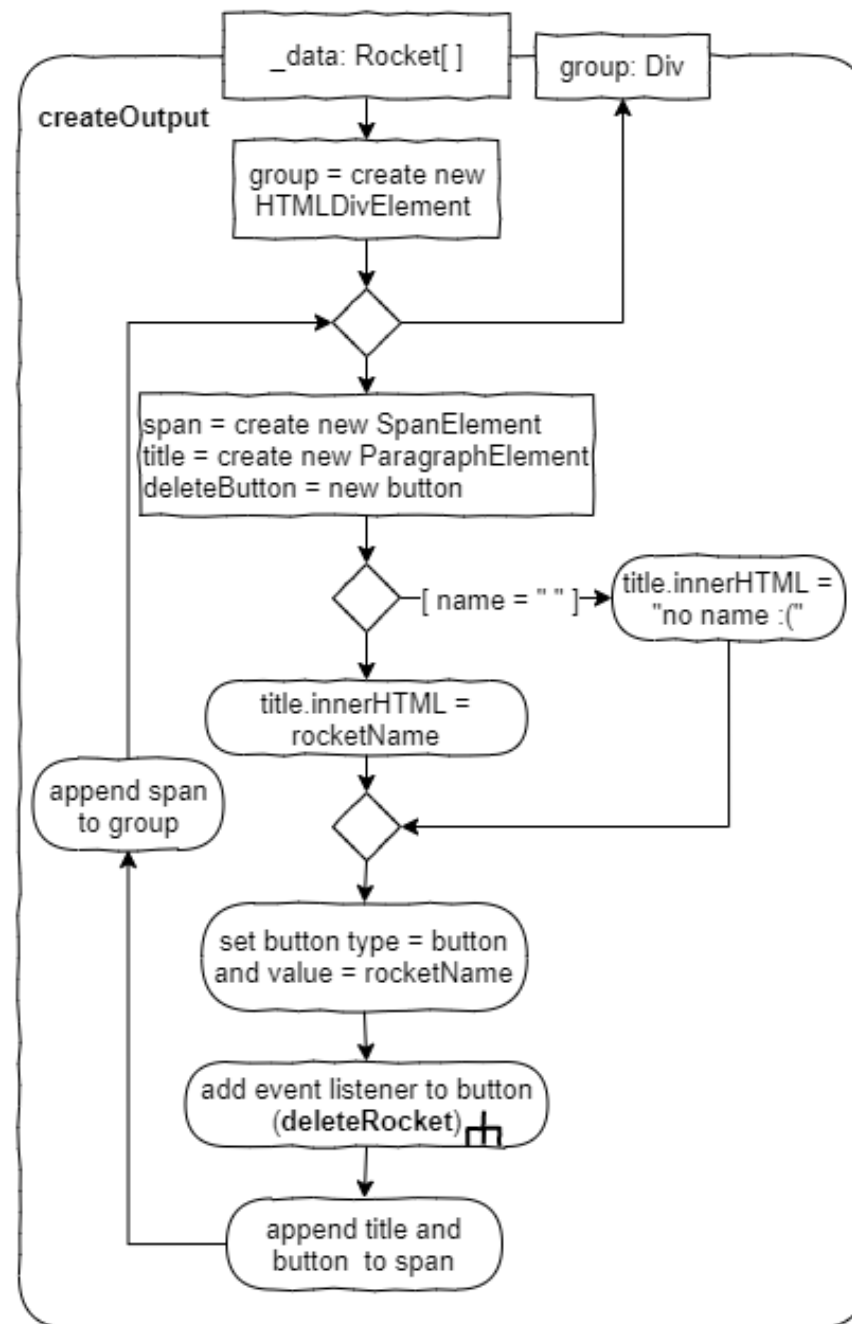 _data: Rocket[ ]
group: Div
createOutput
group = create new
HTMLDivElement
span = create new SpanElement
title = create new ParagraphElement
deleteButton = new button
[ name = " " ]
title.innerHTML =
"no name :("
title.innerHTML =
rocketName
append span
to group
set button type = button
and value = rocketName
add event listener to button
(deleteRocket)
append title and
button to span